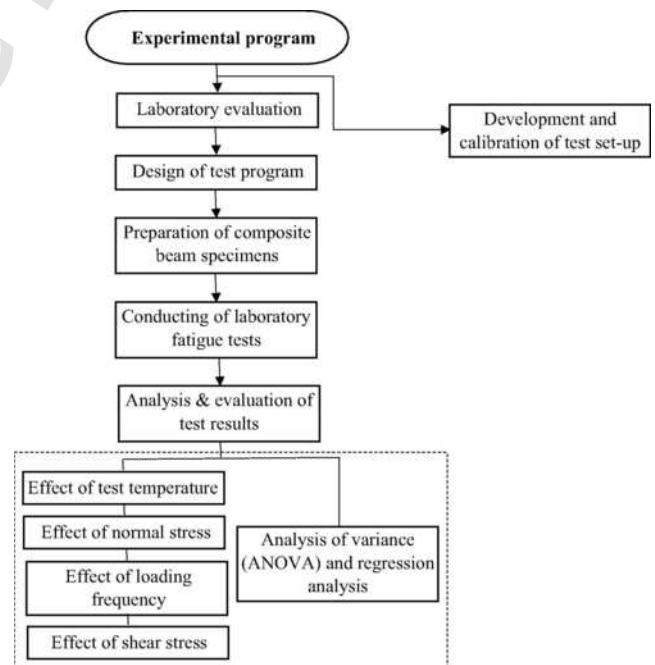 Experimental program
Laboratory evaluation
Development and
calibration of test set-up
Design of test program
Preparation of composite
beam specimens
Conducting of laboratory
fatigue tests
Analysis & evaluation of
test results
Effect of test temperature
Effect of normal stress
Effect of loading
frequency
Effect of shear stress
Analysis of variance
(ANOVA) and regression
analysis